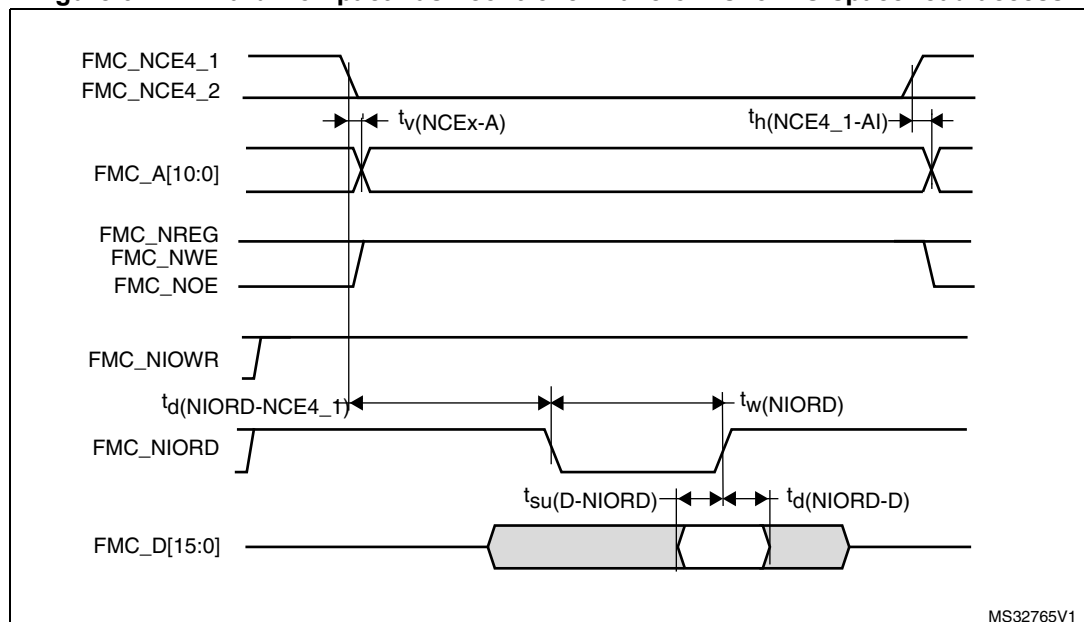 FMC_NCE4_1
FMC_NCE4_2
tv(NCEx-A)
th(NCE4_1-AI)
FMC_A[10:0]
FMC_NREG
FMC_NWE
FMC_NOE
FMC_NIOWR
td(NIORD-NCE4_1)
tw(NIORD)
FMC_NIORD
tsu(D-NIORD)
td(NIORD-D)
FMC_D[15:0]
MS32765V1